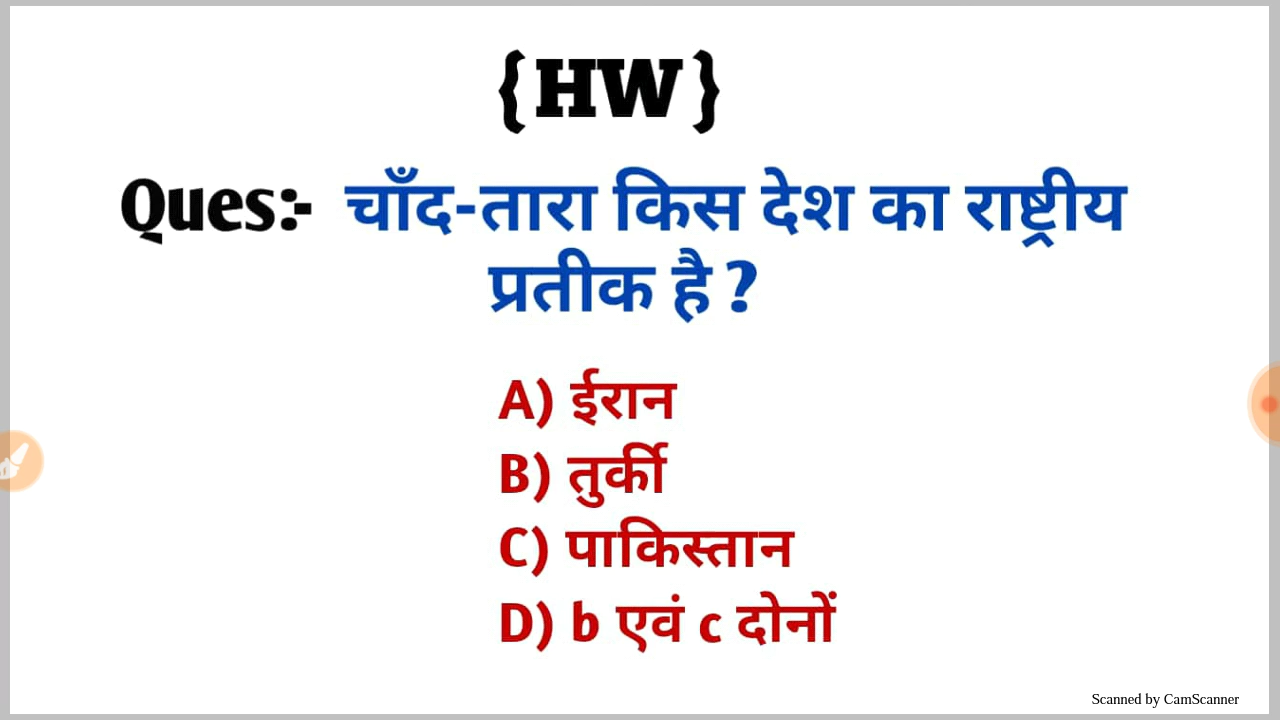 {HW}
Ques:- चाँद-तारा किस देश का राष्ट्रीय
प्रतीक है ?
A) ईरान
B) तुर्की
C) पाकिस्तान
D) b एवं c दोनों
Scanned by CamScanner